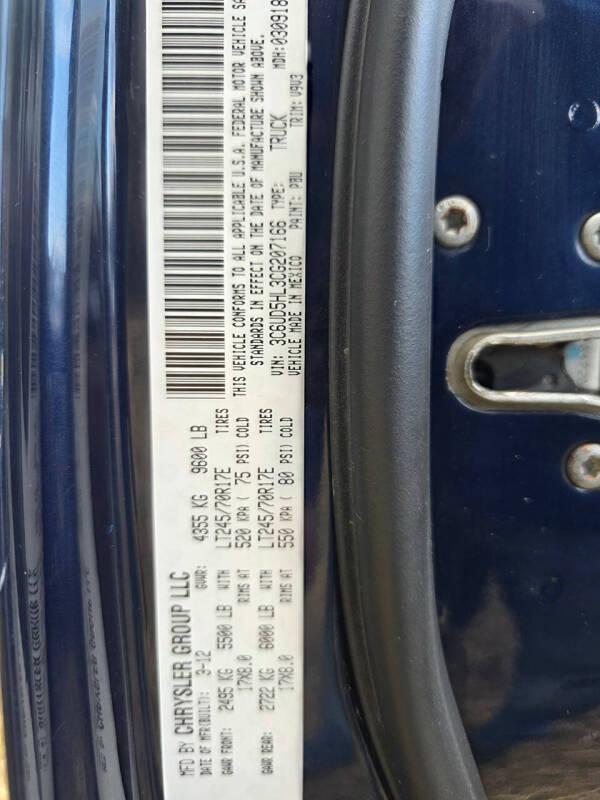 MFD BY CHRYSLER GROUP LLC
DATE OF MFR(BUILT): 3-12 GVWR: 4355 KG 9600 LB
GAWR FRONT: 2495 KG 5500 LB WITH LT245/70R17E TIRES
17X8.0 RIMS AT 520 KPA ( 75 PSI) COLD
GAWR REAR: 2722 KG 6000 LB WITH LT245/70R17E TIRES
17X8.0 RIMS AT 550 KPA ( 80 PSI) COLD
THIS VEHICLE CONFORMS TO ALL APPLICABLE U.S.A. FEDERAL MOTOR VEHICLE
STANDARDS IN EFFECT ON THE DATE OF MANUFACTURE SHOWN ABOVE.
VIN: 3C6UD5HL3CG207166 TYPE: TRUCK MDH:030918
VEHICLE MADE IN MEXICO PAINT: PBU TRIM: V9V3